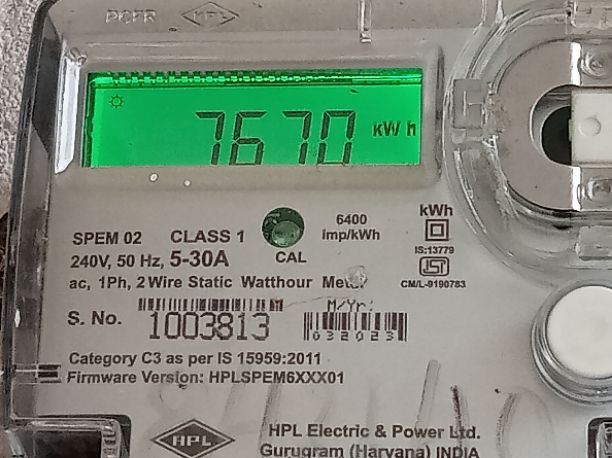 HPL
7670 kW h
SPEM 02 CLASS 1
240V, 50 Hz, 5-30A
CAL
6400
imp/kWh
kWh
IS:13779
CM/L-9190783
ac, 1Ph, 2 Wire Static Watthour Meter
M/Yr:
S. No. 1003813
032023
Category C3 as per IS 15959:2011
Firmware Version: HPLSPEM6XXX01
HPL
HPL Electric & Power Ltd.
Gurugram (Haryana) INDIA